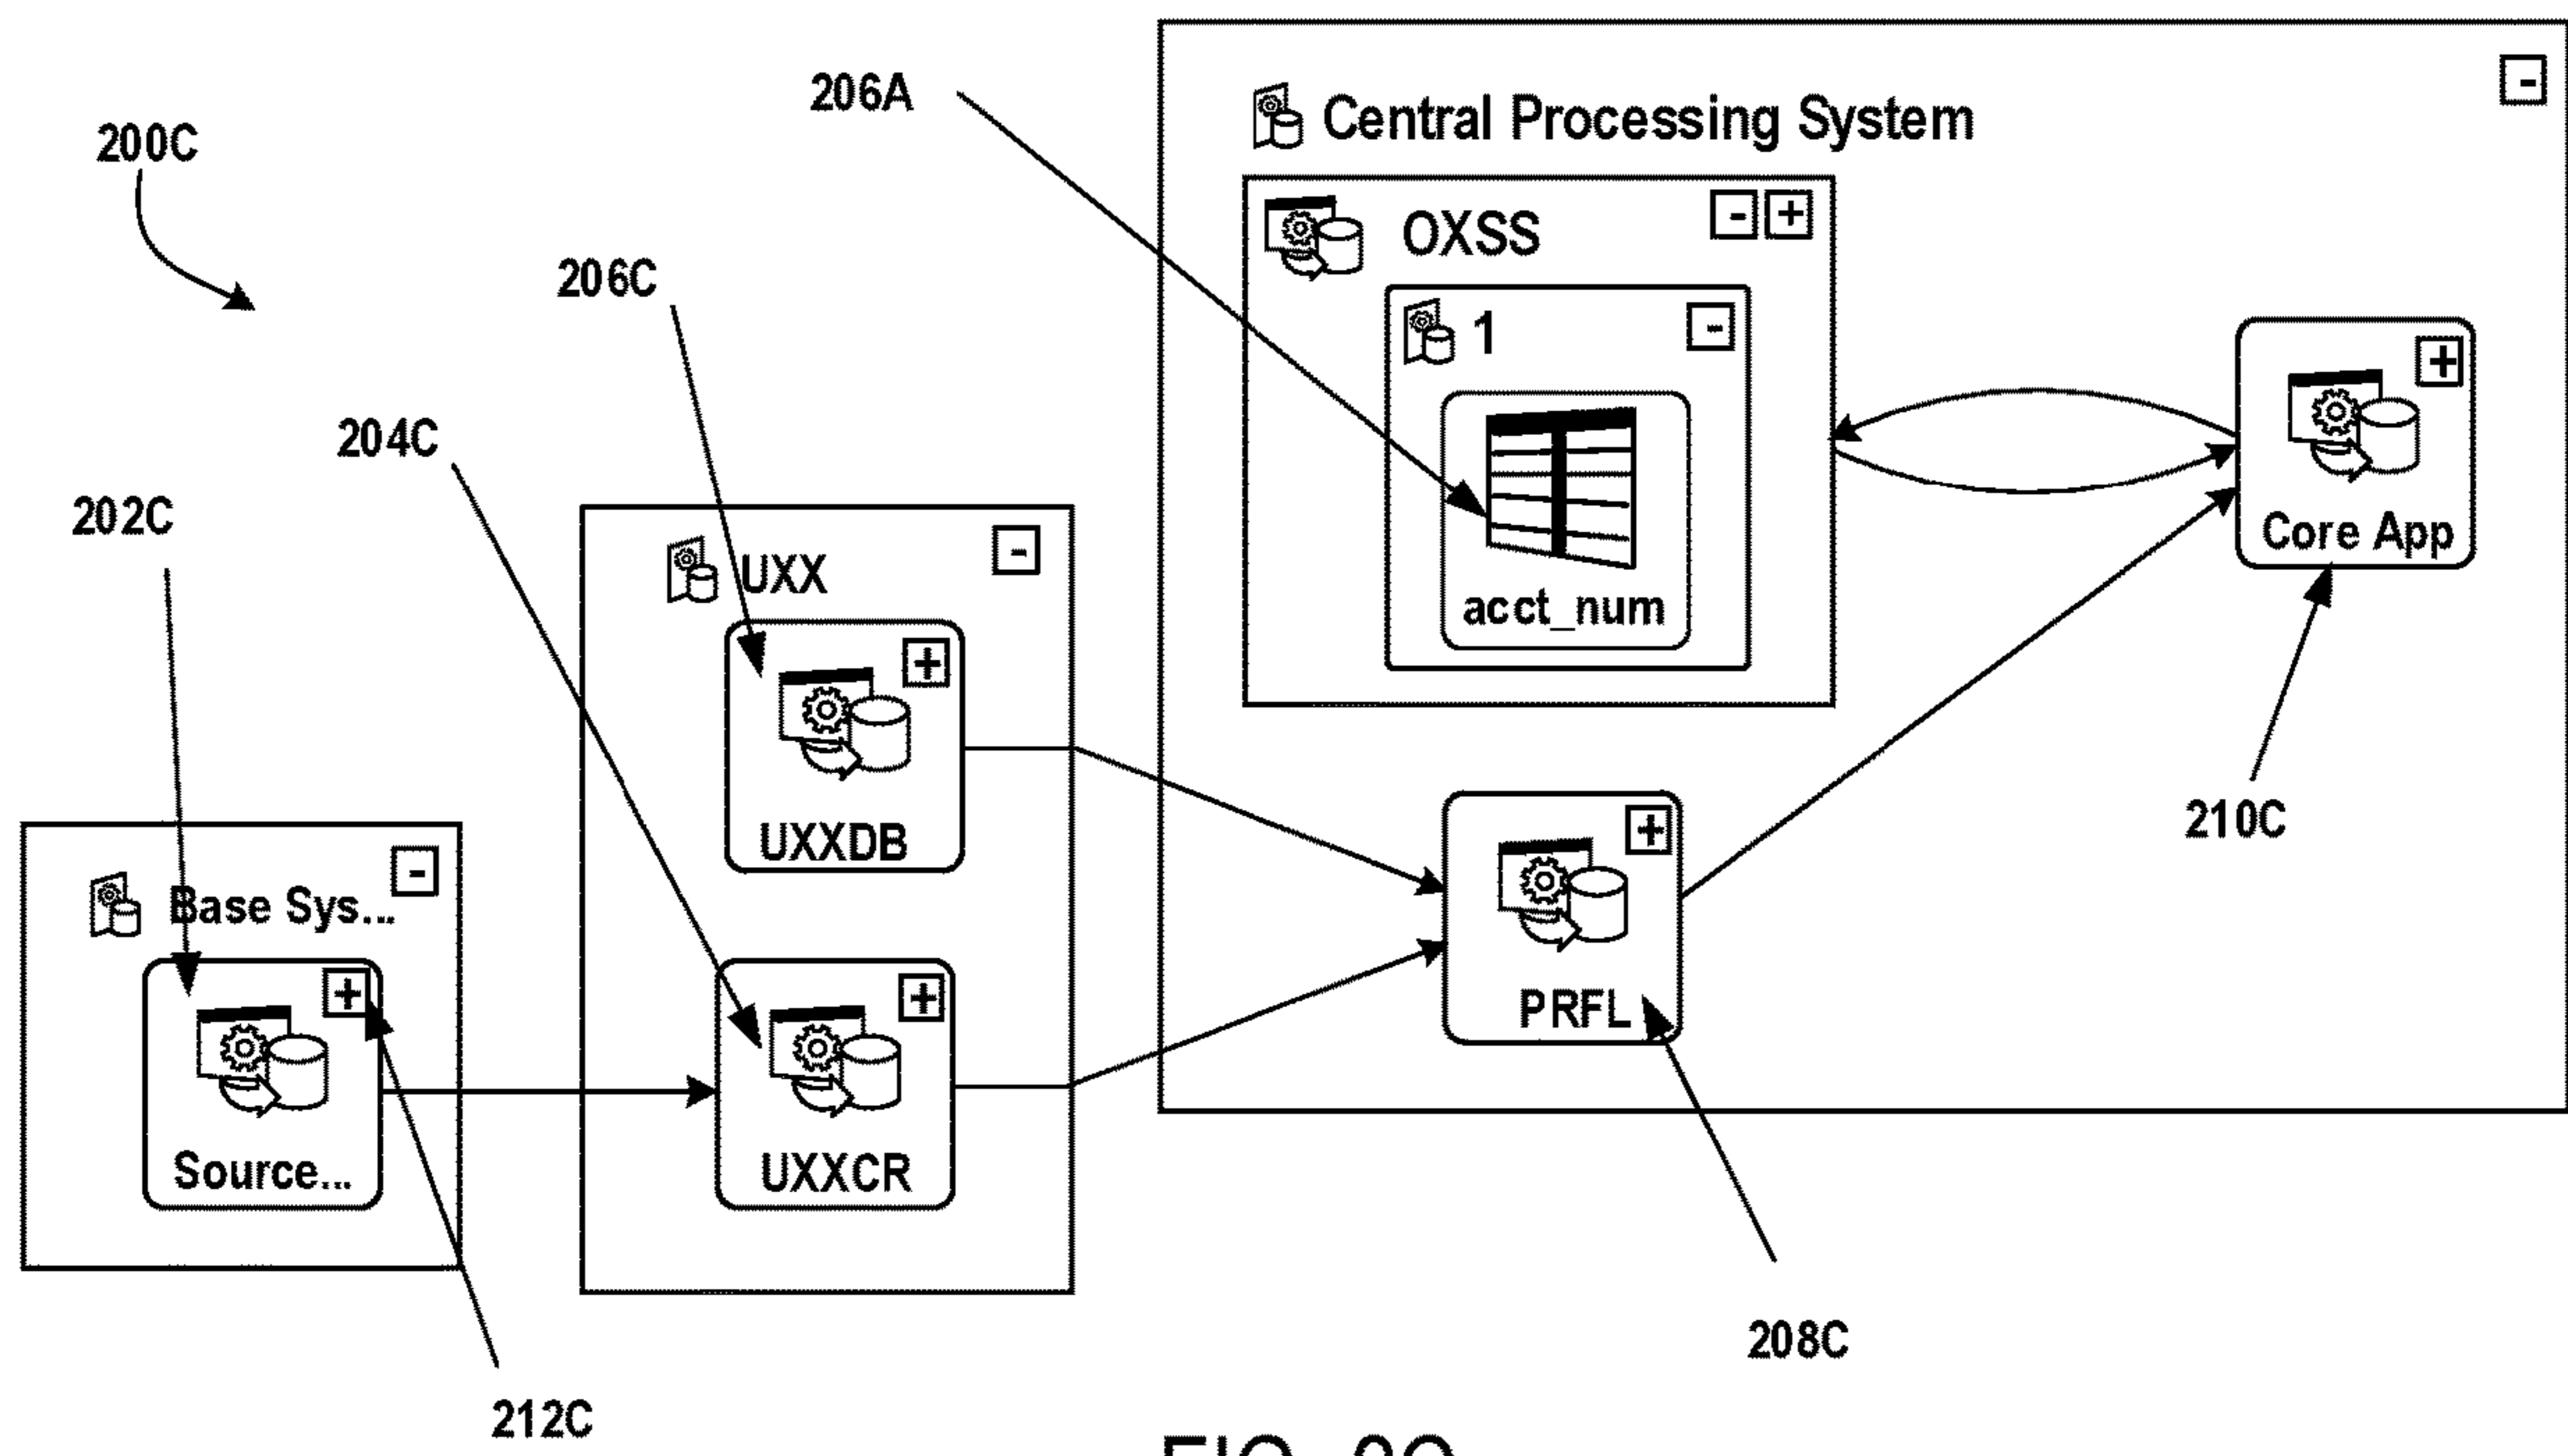 206A
Central Processing System
-
200C
OXSS
- +
206C
1
-
+
204C
acct_num
Core App
202C
UXX
-
+
210C
UXXDB
+
Base Sys...
-
+
+
PRFL
Source...
UXXCR
208C
212C